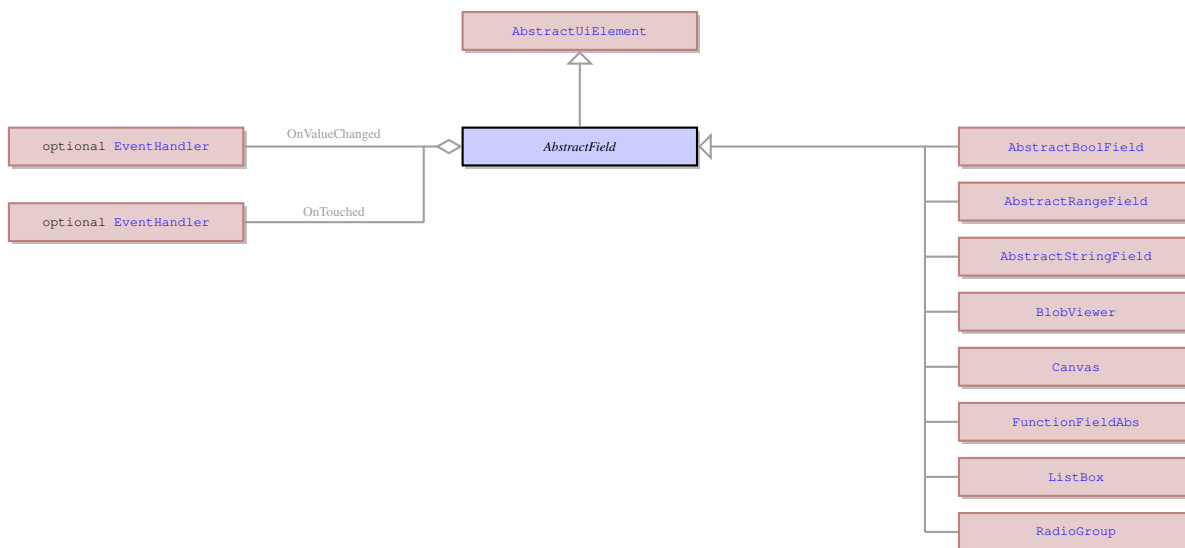 AbstractUiElement
OnValueChanged
optional EventHandler
AbstractField
AbstractBoolField
OnTouched
optional EventHandler
AbstractRangeField
AbstractStringField
BlobViewer
Canvas
FunctionFieldAbs
ListBox
RadioGroup